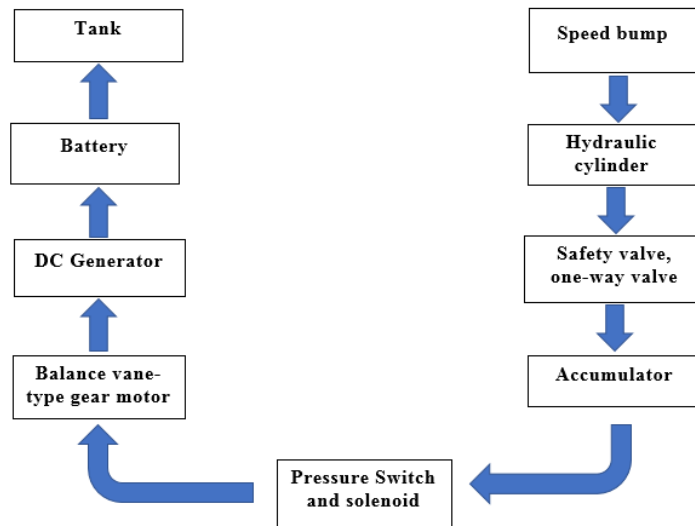 Tank
Speed bump
Battery
Hydraulic
cylinder
DC Generator
Safety valve,
one-way valve
Balance vane-
type gear motor
Accumulator
Pressure Switch
and solenoid